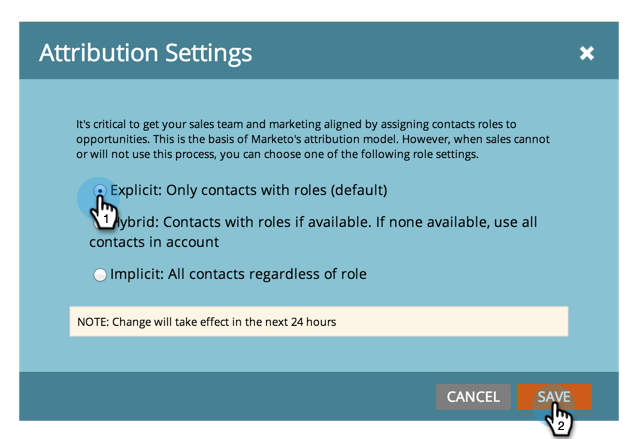 Attribution Settings
It's critical to get your sales team and marketing aligned by assigning contacts roles to
opportunities. This is the basis of Marketo's attribution model. However, when sales cannot
or will not use this process, you can choose one of the following role settings.
Explicit: Only contacts with roles (default)
1
Hybrid: Contacts with roles if available. If none available, use all
contacts in account
Implicit: All contacts regardless of role
NOTE: Change will take effect in the next 24 hours
CANCEL SAVE
2